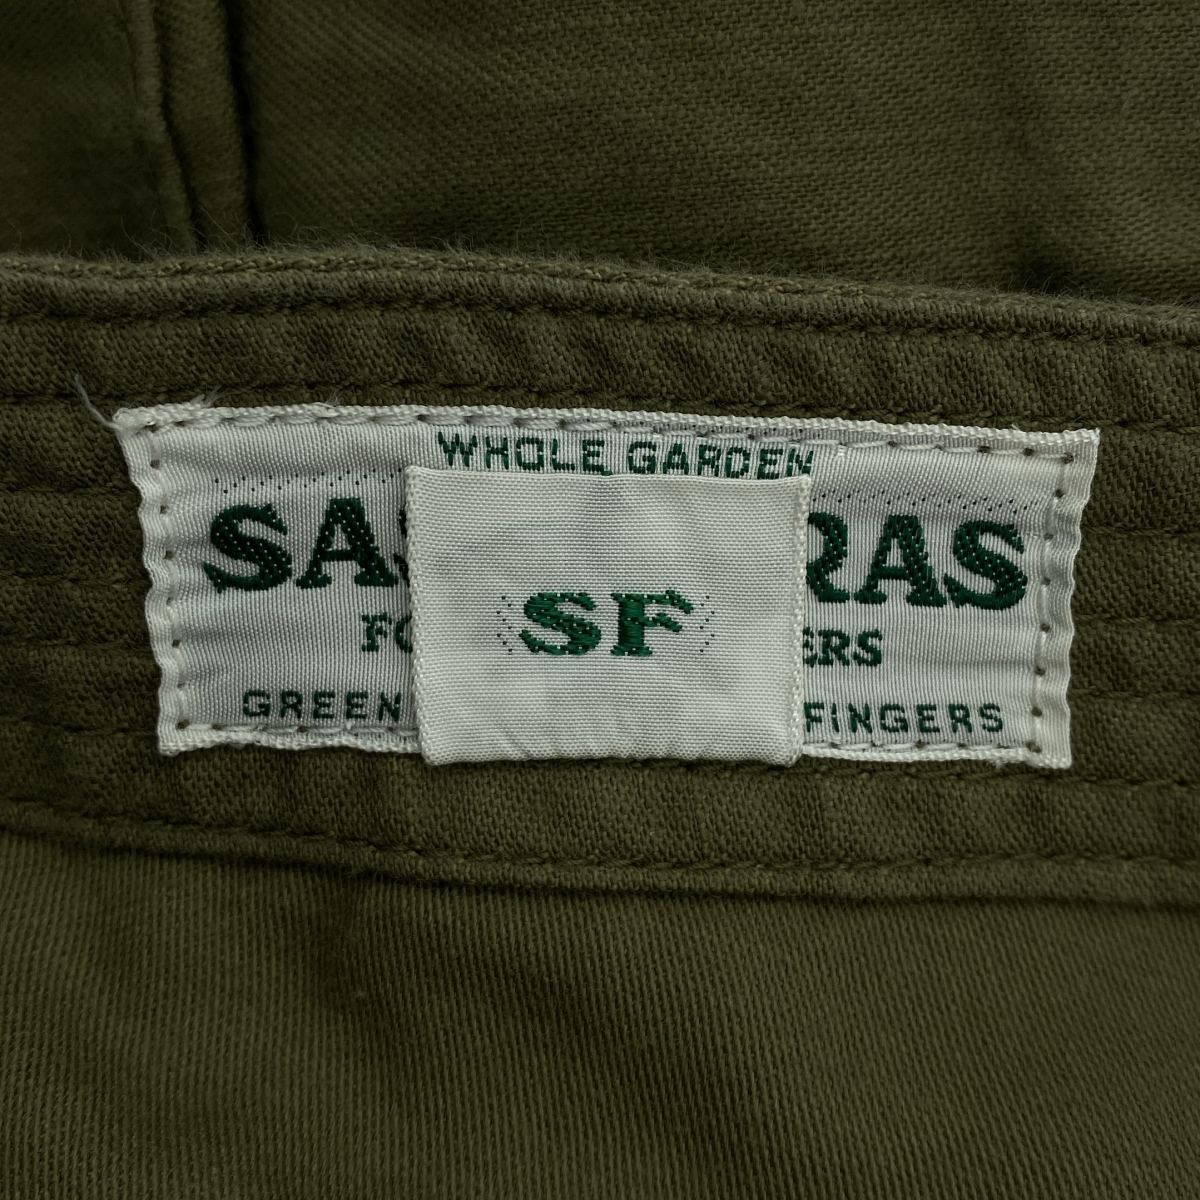 WHOLE GARDEN
SAS RAS
FO ERS
SF
GREEN FINGERS